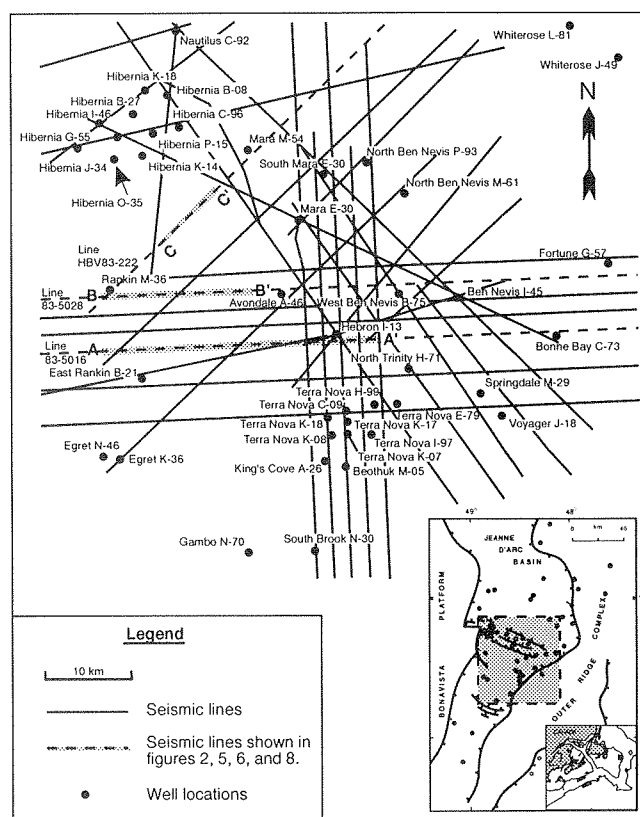 Nautilus C-92
Whiterose L-81
Whiterose J-49
N
Hibernia K-18
Hibernia B-08
Hibernia B-27
Hibernia C-96
Hibernia I-46
Hibernia G-55
Hibernia P-15
Mara M-54
Hibernia J-34
Hibernia K-14
South Mara E-30
North Ben Nevis P-93
Hibernia O-35
C'
North Ben Nevis M-61
Mara E-30
C
Line
HBV83-222
Fortune G-57
Rankin M-36
Line
83-5028
B
B'
Avondale A-46
West Ben Nevis B-75
Ben Nevis I-45
Hebron I-13
Line
83-5016
A
A'
Bonne Bay C-73
East Rankin B-21
North Trinity H-71
Springdale M-29
Terra Nova H-99
Terra Nova C-09
Terra Nova E-79
Voyager J-18
Terra Nova K-18
Terra Nova K-17
Terra Nova K-08
Terra Nova I-97
Terra Nova K-07
Egret N-46
Egret K-36
King's Cove A-26
Beothuk M-05
Gambo N-70
South Brook N-30
49
48
0
km
45
JEANNE
D'ARC
BASIN
PLATFORM
BONAVISTA
OUTER RIDGE
COMPLEX
Legend
10 km
Seismic lines
Seismic lines shown in
figures 2, 5, 6, and 8.
Well locations